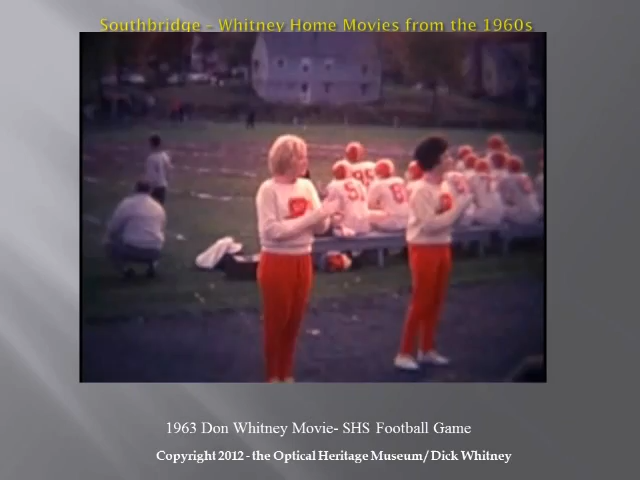 Southbridge – Whitney Home Movies from the 1960s
1963 Don Whitney Movie- SHS Football Game
Copyright 2012 - the Optical Heritage Museum/ Dick Whitney